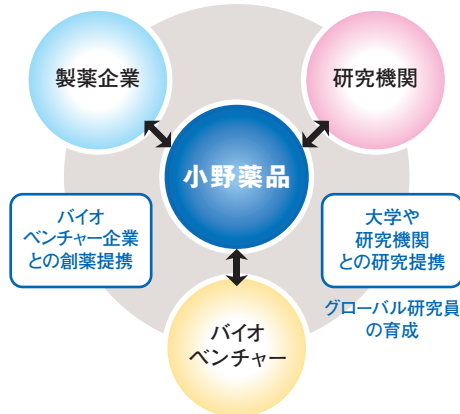 製薬企業
研究機関
小野薬品
バイオ
ベンチャー企業
との創薬提携
大学や
研究機関
との研究提携
グローバル研究員
の育成
バイオ
ベンチャー